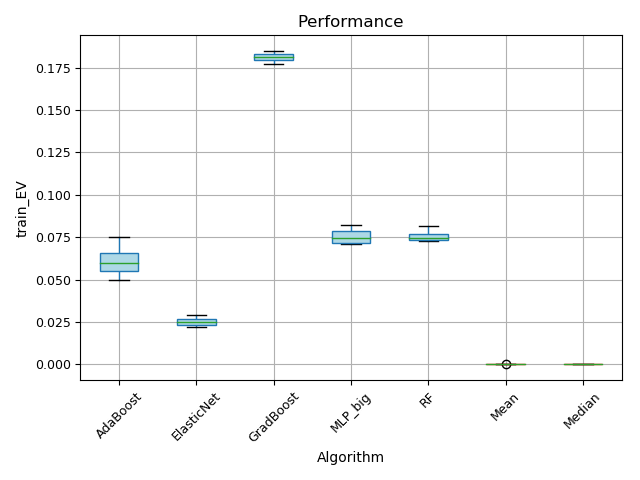 Performance
train_EV
0.175
0.150
0.125
0.100
0.075
0.050
0.025
0.000
AdaBoost
ElasticNet
GradBoost
MLP_big
RF
Mean
Median
Algorithm